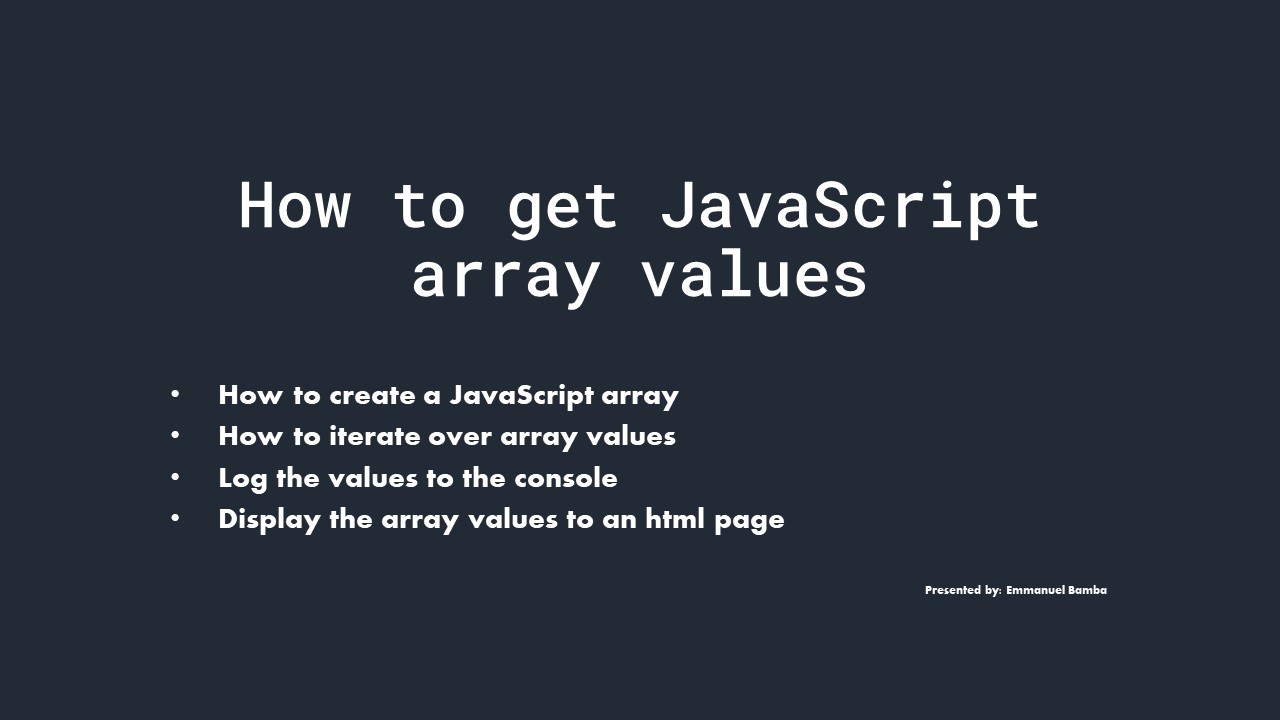 How to get JavaScript
array values
• How to create a JavaScript array
• How to iterate over array values
• Log the values to the console
• Display the array values to an html page
Presented by: Emmanuel Bamba